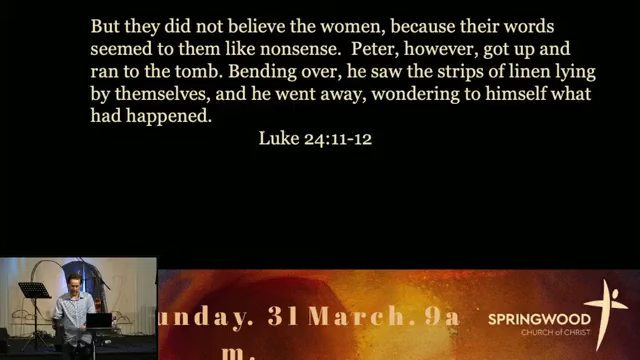 But they did not believe the women, because their words
seemed to them like nonsense.  Peter, however, got up and
ran to the tomb. Bending over, he saw the strips of linen lying
by themselves, and he went away, wondering to himself what
had happened.
Luke 24:11-12
unday. 31 March. 9a
m.
SPRINGWOOD
CHURCH of CHRIST